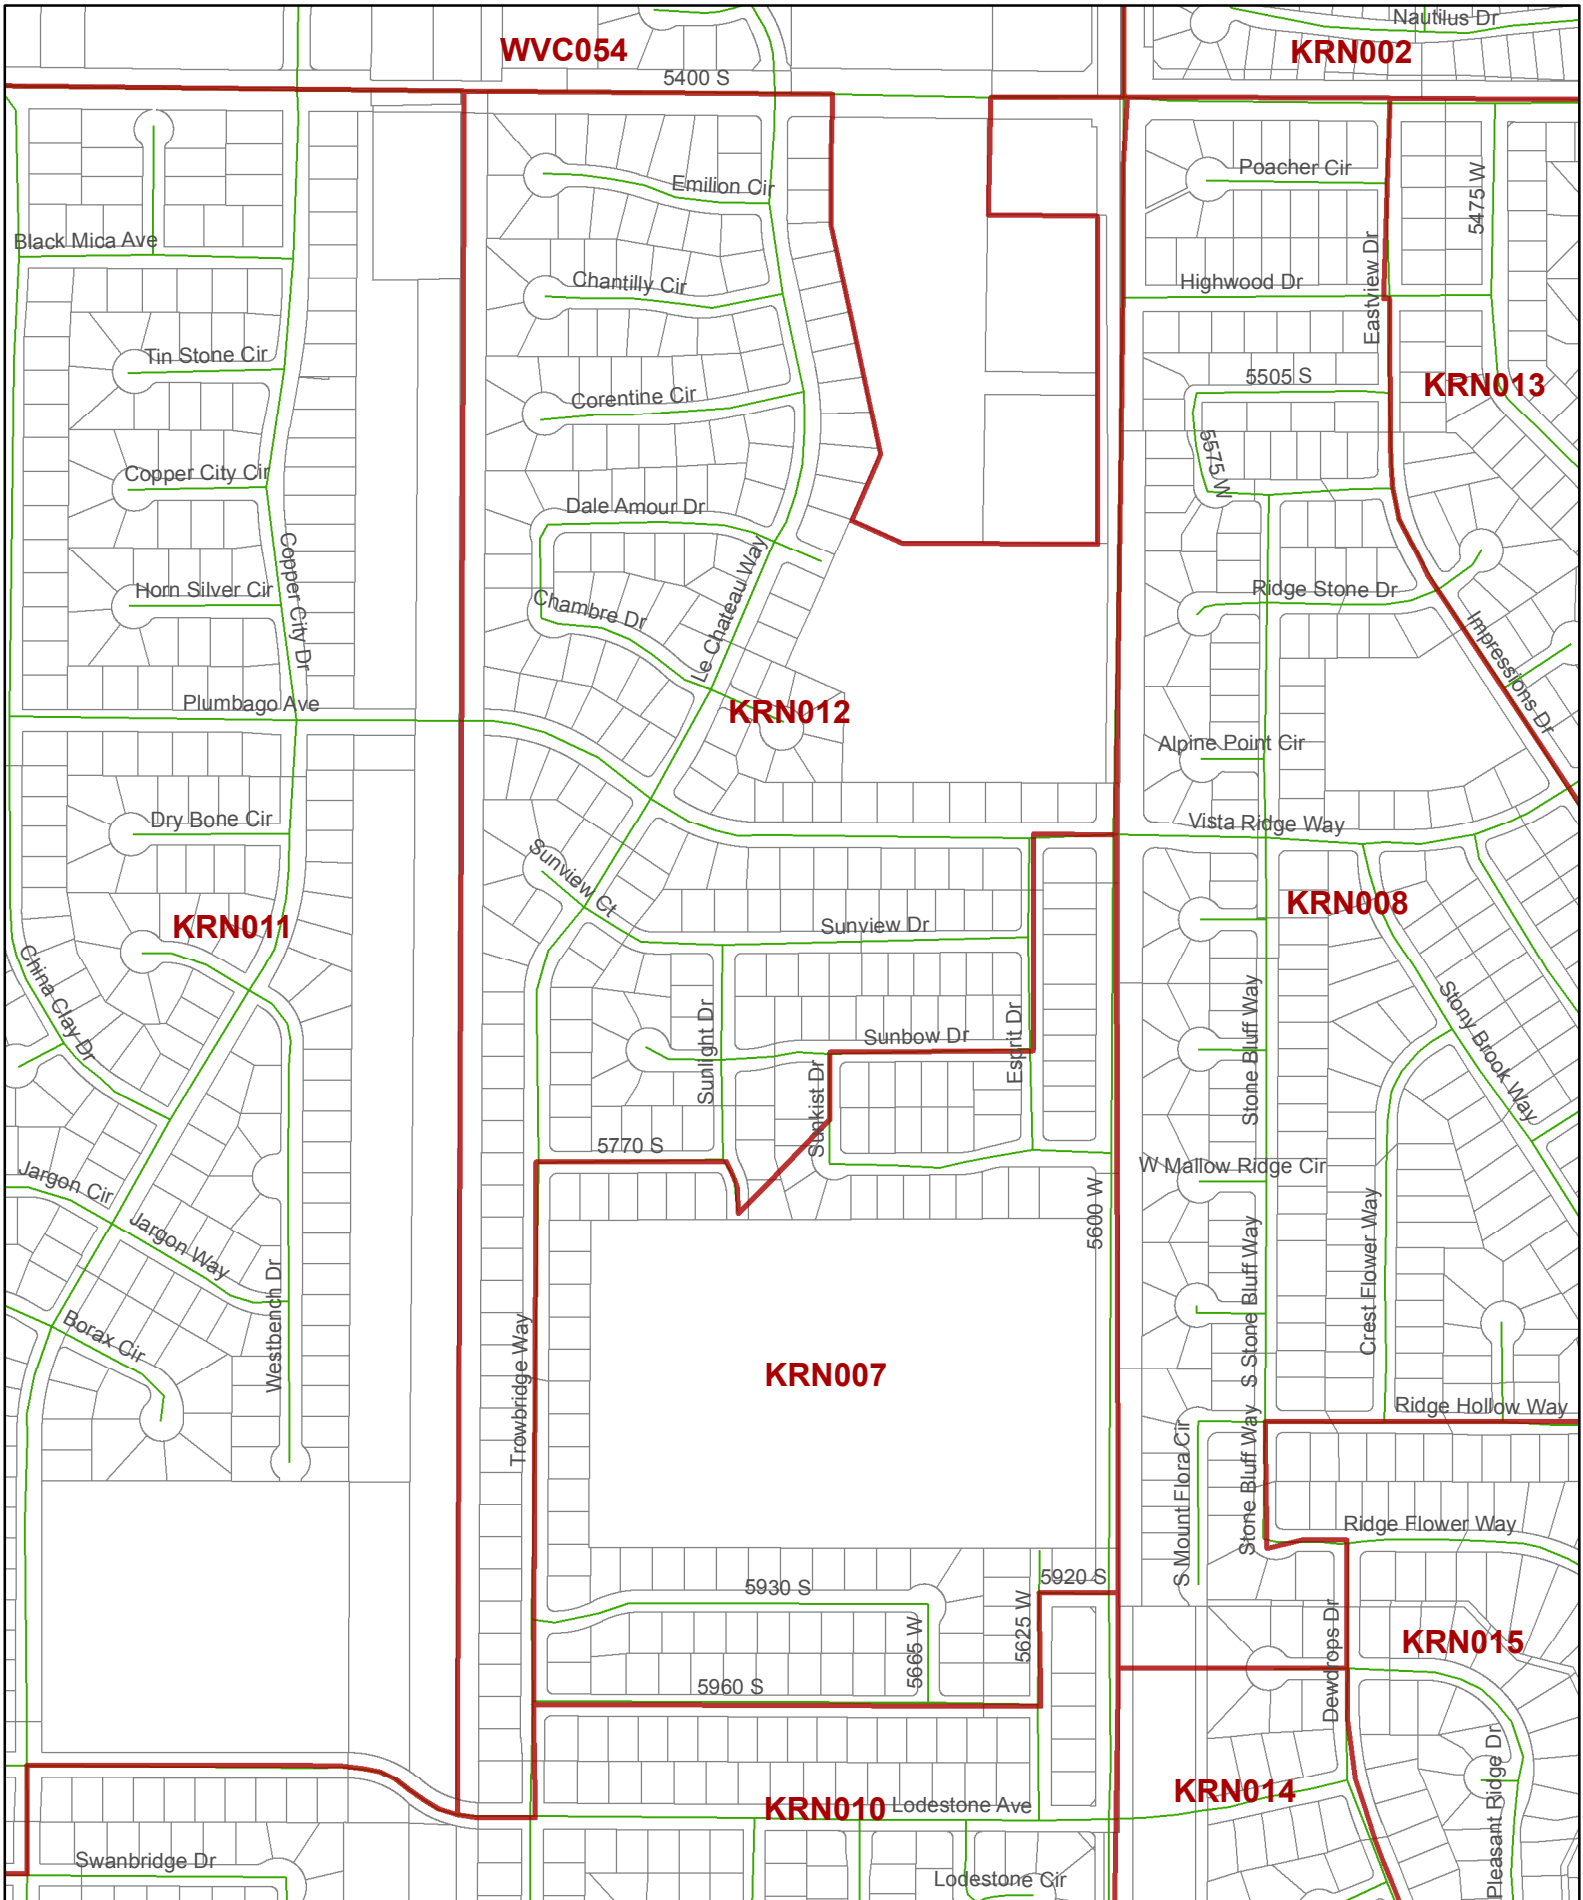 Nautilus Dr
WVC054
KRN002
5400 S
Poacher Cir
Emilion Cir
5475 W
Black Mica Ave
Eastview Dr
Chantilly Cir
Highwood Dr
Tin Stone Cir
5505 S
KRN013
Corentine Cir
5575 W
Copper City Cir
Dale Amour Dr
Copper City Dr
Le Chateau Way
Horn Silver Cir
Chambre Dr
Ridge Stone Dr
Impressions Dr
Plumbago Ave
KRN012
Alpine Point Cir
Dry Bone Cir
Vista Ridge Way
Sunview Ct
KRN008
KRN011
Sunview Dr
China Clay Dr
Sunlight Dr
Sunbow Dr
Esprit Dr
Stone Bluff Way
Stony Brook Way
Sunkist Dr
5770 S
W Mallow Ridge Cir
Jargon Cir
5600 W
Jargon Way
Westbench Dr
S Stone Bluff Way
Crest Flower Way
Borax Cir
Trowbridge Way
KRN007
Ridge Hollow Way
S Mount Flora Cir
Stone Bluff Way
Ridge Flower Way
5930 S
5920 S
5665 W
5625 W
KRN015
Dewdrops Dr
5960 S
Pleasant Ridge Dr
KRN014
KRN010
Lodestone Ave
Swanbridge Dr
Lodestone Cir